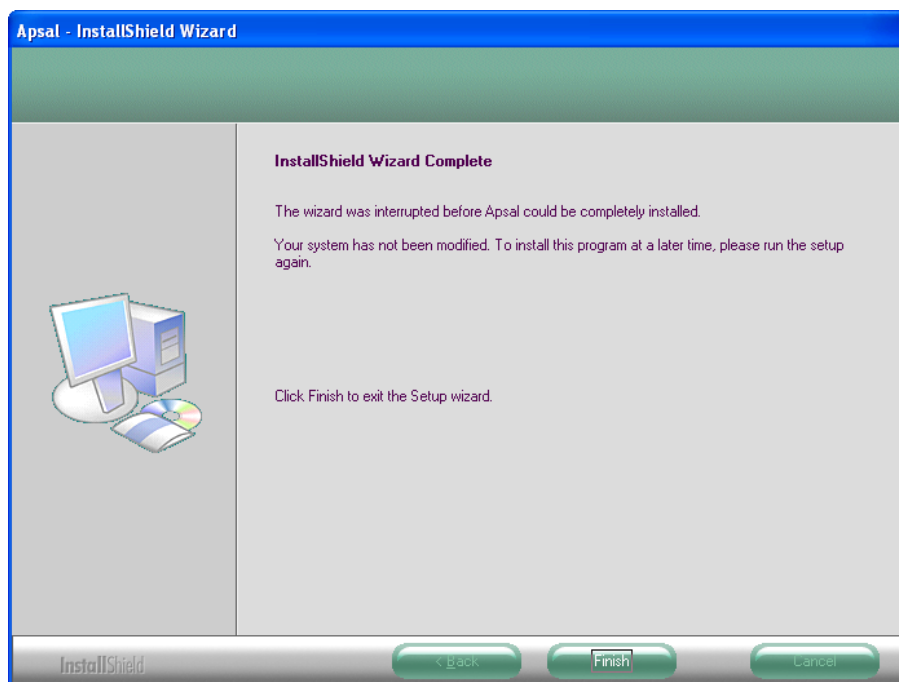 Apsal - InstallShield Wizard
InstallShield Wizard Complete
The wizard was interrupted before Apsal could be completely installed.
Your system has not been modified. To install this program at a later time, please run the setup
again.
Click Finish to exit the Setup wizard.
InstallShield
< Back
Finish
Cancel